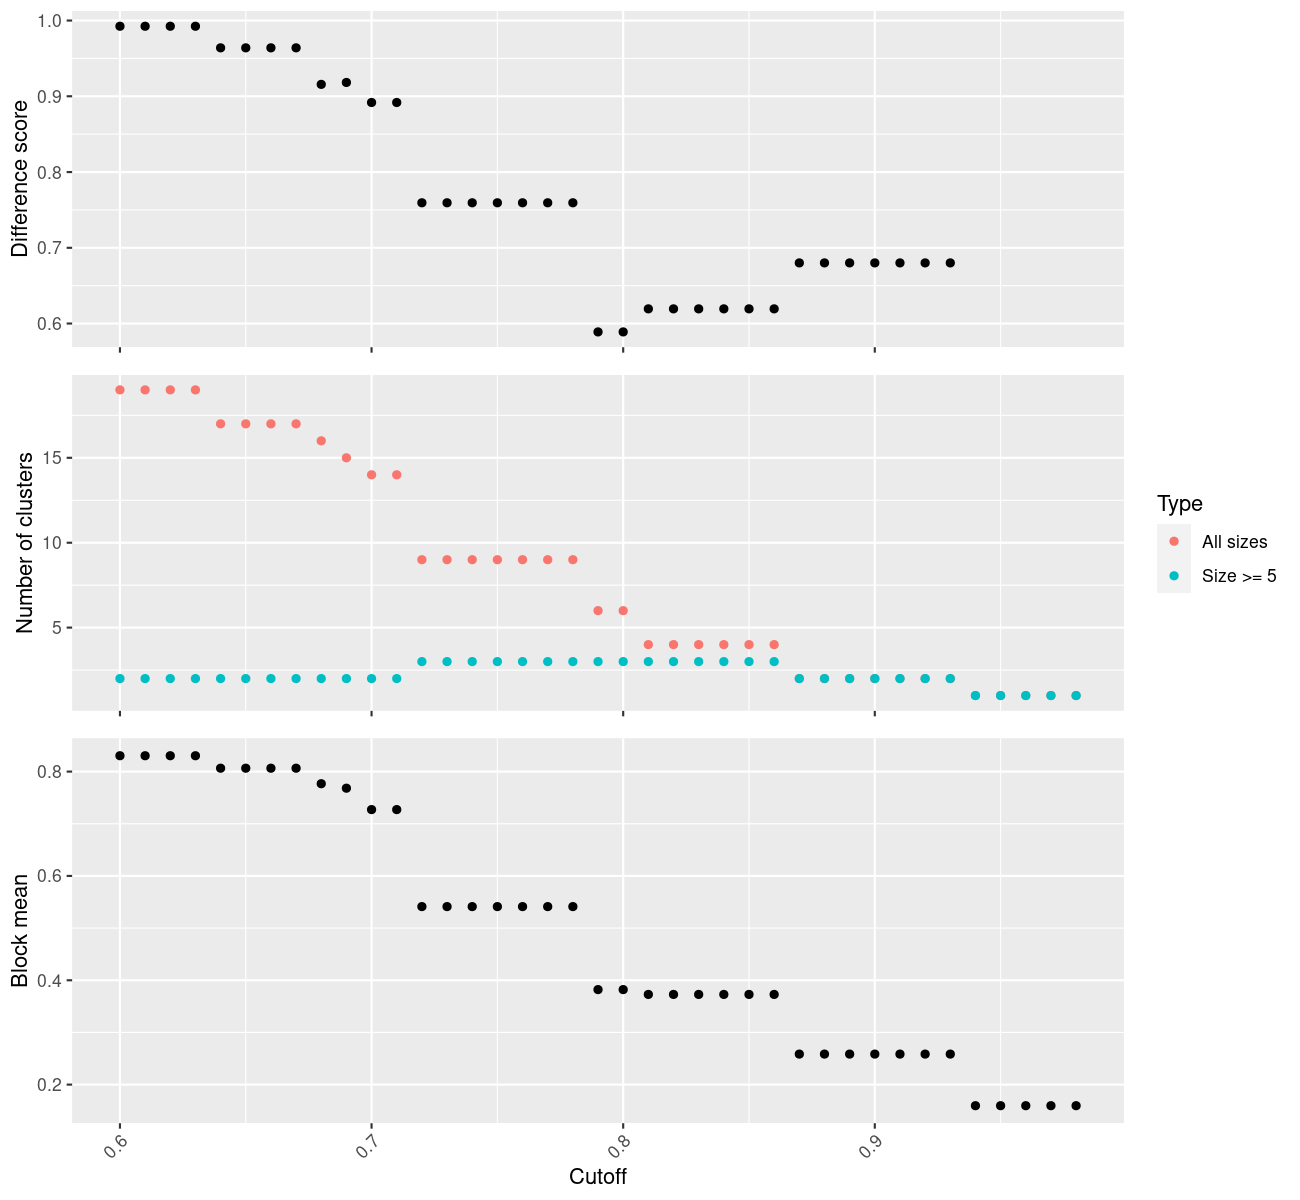 Difference score
1.0
0.9
0.8
0.7
0.6
Number of clusters
15
10
5
Type
All sizes
Size >= 5
Block mean
0.8
0.6
0.4
0.2
0.6
0.7
0.8
0.9
Cutoff